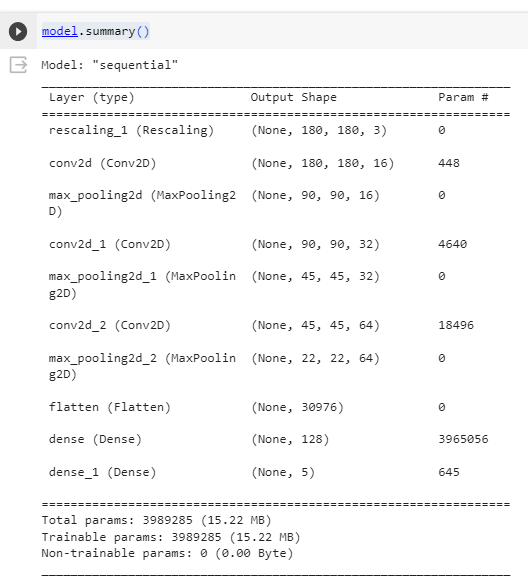 model.summary()
Model: "sequential"
_________________________________________________________________
Layer (type) Output Shape Param #
=================================================================
rescaling_1 (Rescaling) (None, 180, 180, 3) 0
conv2d (Conv2D) (None, 180, 180, 16) 448
max_pooling2d (MaxPooling2 (None, 90, 90, 16) 0
D)
conv2d_1 (Conv2D) (None, 90, 90, 32) 4640
max_pooling2d_1 (MaxPoolin (None, 45, 45, 32) 0
g2D)
conv2d_2 (Conv2D) (None, 45, 45, 64) 18496
max_pooling2d_2 (MaxPoolin (None, 22, 22, 64) 0
g2D)
flatten (Flatten) (None, 30976) 0
dense (Dense) (None, 128) 3965056
dense_1 (Dense) (None, 5) 645
=================================================================
Total params: 3989285 (15.22 MB)
Trainable params: 3989285 (15.22 MB)
Non-trainable params: 0 (0.00 Byte)
_________________________________________________________________